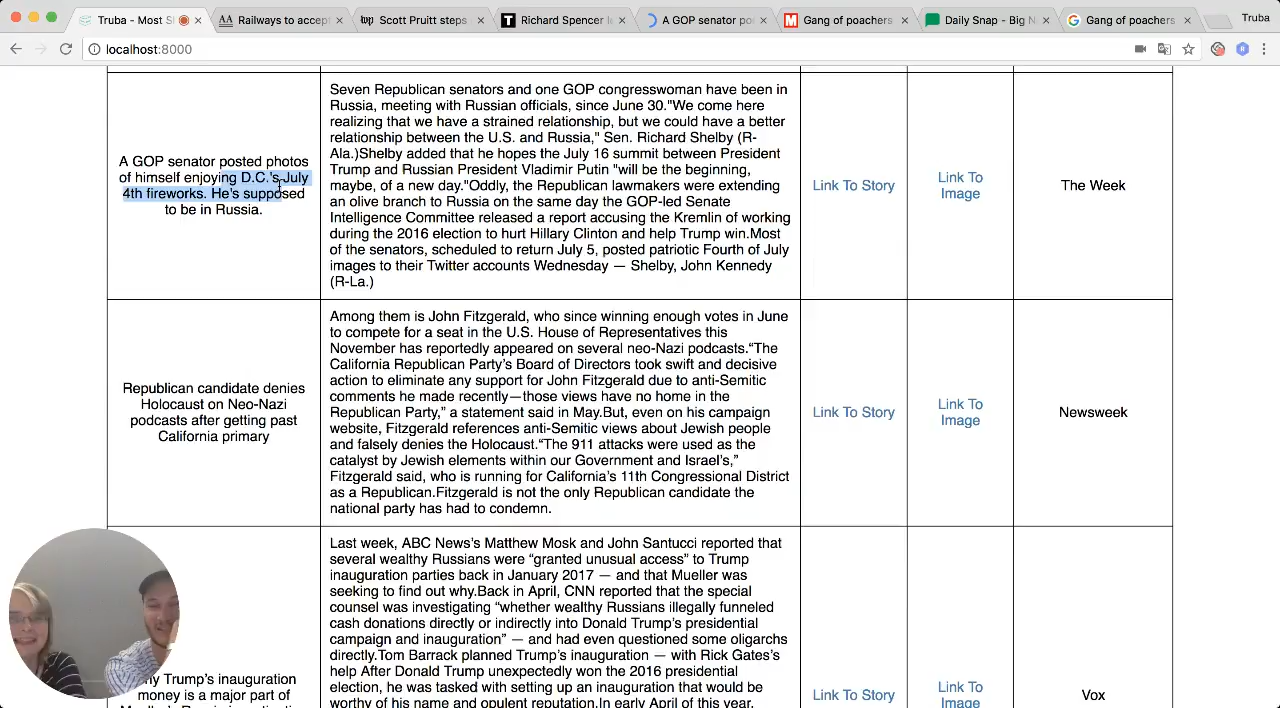 Truba - Most S
Railways to accept
Scott Pruitt steps
Richard Spencer i
A GOP senator po
Gang of poachers
Daily Snap - Big N
Gang of poachers
Truba
localhost:8000
A GOP senator posted photos
of himself enjoying D.C.'s July
4th fireworks. He's supposed
to be in Russia.
Seven Republican senators and one GOP congresswoman have been in
Russia, meeting with Russian officials, since June 30."We come here
realizing that we have a strained relationship, but we could have a better
relationship between the U.S. and Russia," Sen. Richard Shelby (R-
Ala.)Shelby added that he hopes the July 16 summit between President
Trump and Russian President Vladimir Putin "will be the beginning,
maybe, of a new day."Oddly, the Republican lawmakers were extending
an olive branch to Russia on the same day the GOP-led Senate
Intelligence Committee released a report accusing the Kremlin of working
during the 2016 election to hurt Hillary Clinton and help Trump win.Most
of the senators, scheduled to return July 5, posted patriotic Fourth of July
images to their Twitter accounts Wednesday — Shelby, John Kennedy
(R-La.)
Link To Story
Link To
Image
The Week
Republican candidate denies
Holocaust on Neo-Nazi
podcasts after getting past
California primary
Among them is John Fitzgerald, who since winning enough votes in June
to compete for a seat in the U.S. House of Representatives this
November has reportedly appeared on several neo-Nazi podcasts.“The
California Republican Party’s Board of Directors took swift and decisive
action to eliminate any support for John Fitzgerald due to anti-Semitic
comments he made recently—those views have no home in the
Republican Party,” a statement said in May.But, even on his campaign
website, Fitzgerald references anti-Semitic views about Jewish people
and falsely denies the Holocaust.“The 911 attacks were used as the
catalyst by Jewish elements within our Government and Israel’s,”
Fitzgerald said, who is running for California’s 11th Congressional District
as a Republican.Fitzgerald is not the only Republican candidate the
national party has had to condemn.
Link To Story
Link To
Image
Newsweek
hy Trump’s inauguration
money is a major part of
Last week, ABC News’s Matthew Mosk and John Santucci reported that
several wealthy Russians were “granted unusual access” to Trump
inauguration parties back in January 2017 — and that Mueller was
seeking to find out why.Back in April, CNN reported that the special
counsel was investigating “whether wealthy Russians illegally funneled
cash donations directly or indirectly into Donald Trump’s presidential
campaign and inauguration” — and had even questioned some oligarchs
directly.Tom Barrack planned Trump’s inauguration — with Rick Gates’s
help After Donald Trump unexpectedly won the 2016 presidential
election, he was tasked with setting up an inauguration that would be
worthy of his name and opulent reputation.In early April of this year,
Link To Story
Link To
Image
Vox